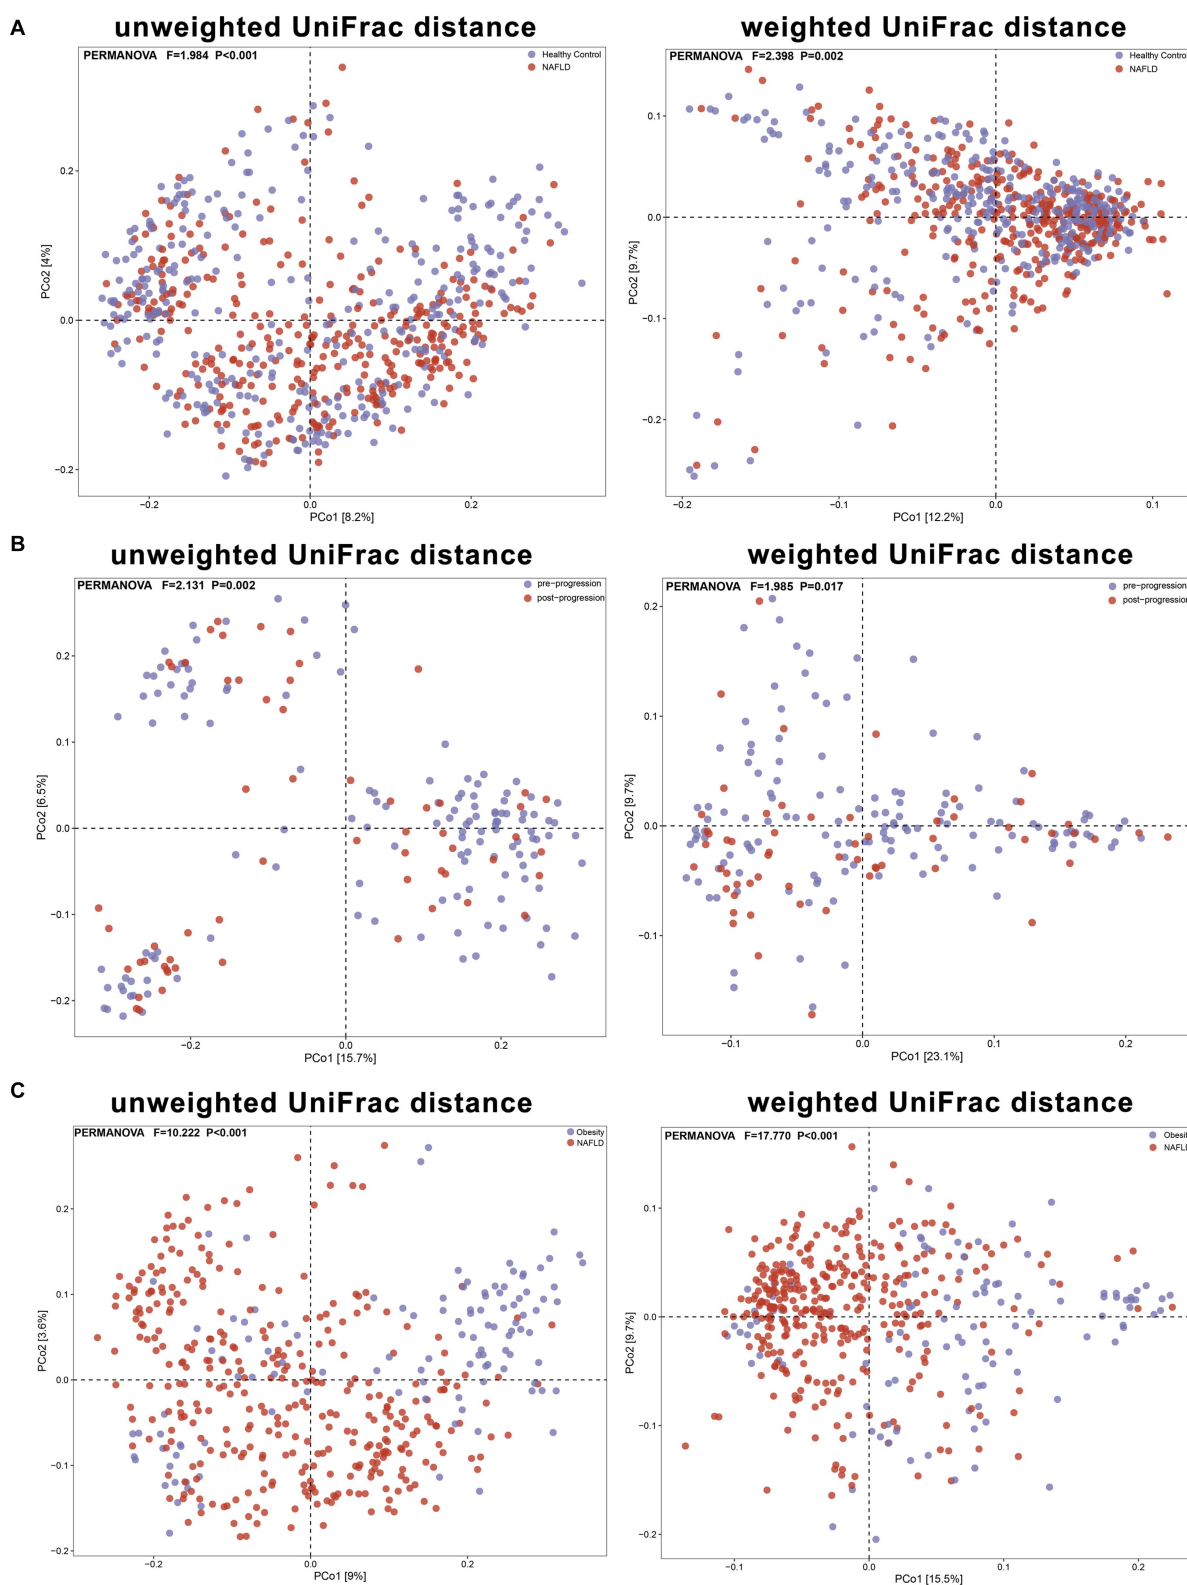 A
unweighted UniFrac distance
PERMANOVA F=1.984 P<0.001
Healthy Control
NAFLD
0.2
0.0
−0.2
PCo2 [4%]
−0.2 0.0 0.2
PCo1 [8.2%]
weighted UniFrac distance
PERMANOVA F=2.398 P=0.002
Healthy Control
NAFLD
0.1
0.0
−0.1
−0.2
PCo2 [9.7%]
−0.2 −0.1 0.0 0.1
PCo1 [12.2%]
B
unweighted UniFrac distance
PERMANOVA F=2.131 P=0.002
pre−progression
post−progression
0.2
0.1
0.0
−0.1
−0.2
PCo2 [6.5%]
−0.2 0.0 0.2
PCo1 [15.7%]
weighted UniFrac distance
PERMANOVA F=1.985 P=0.017
pre−progression
post−progression
0.2
0.1
0.0
−0.1
PCo2 [9.7%]
−0.1 0.0 0.1 0.2
PCo1 [23.1%]
C
unweighted UniFrac distance
PERMANOVA F=10.222 P<0.001
Obesity
NAFLD
0.2
0.1
0.0
−0.1
−0.2
PCo2 [3.6%]
−0.2 0.0 0.2
PCo1 [9%]
weighted UniFrac distance
PERMANOVA F=17.770 P<0.001
Obesity
NAFLD
0.1
0.0
−0.1
−0.2
PCo2 [9.7%]
−0.1 0.0 0.1 0.2
PCo1 [15.5%]